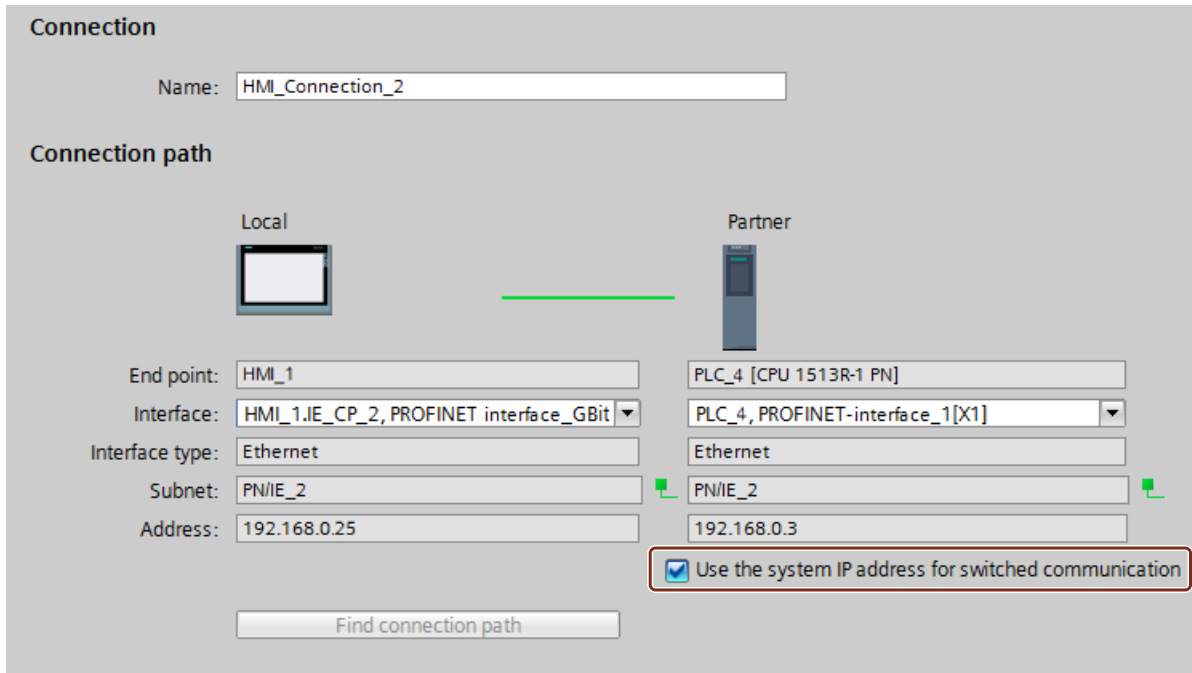 Connection
Name: HMI_Connection_2
Connection path
Local Partner
End point: HMI_1 PLC_4 [CPU 1513R-1 PN]
Interface: HMI_1.IE_CP_2, PROFINET interface_GBit PLC_4, PROFINET-interface_1[X1]
Interface type: Ethernet Ethernet
Subnet: PN/IE_2 PN/IE_2
Address: 192.168.0.25 192.168.0.3
Use the system IP address for switched communication
Find connection path